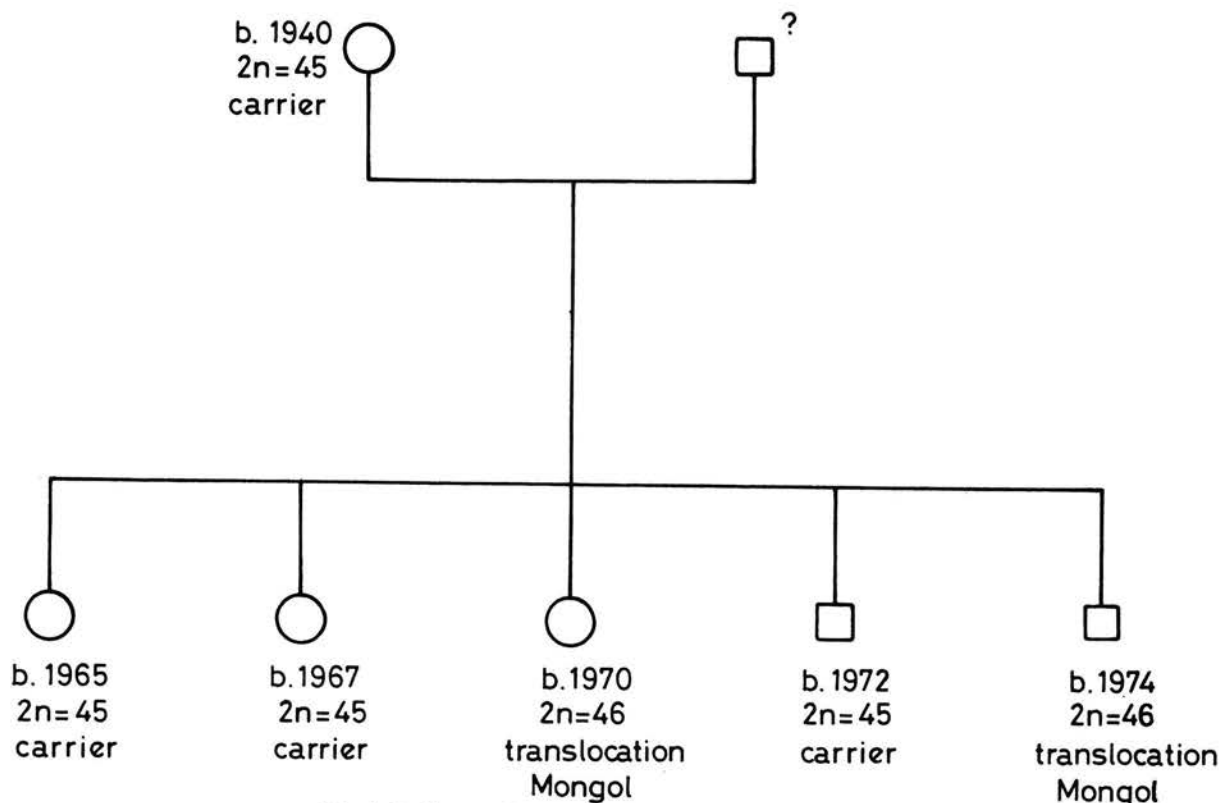 b. 1940
2n=45
carrier
?
b. 1965
2n=45
carrier
b. 1967
2n=45
carrier
b.1970
2n=46
translocation
Mongol
b. 1972
2n=45
carrier
b. 1974
2n=46
translocation
Mongol